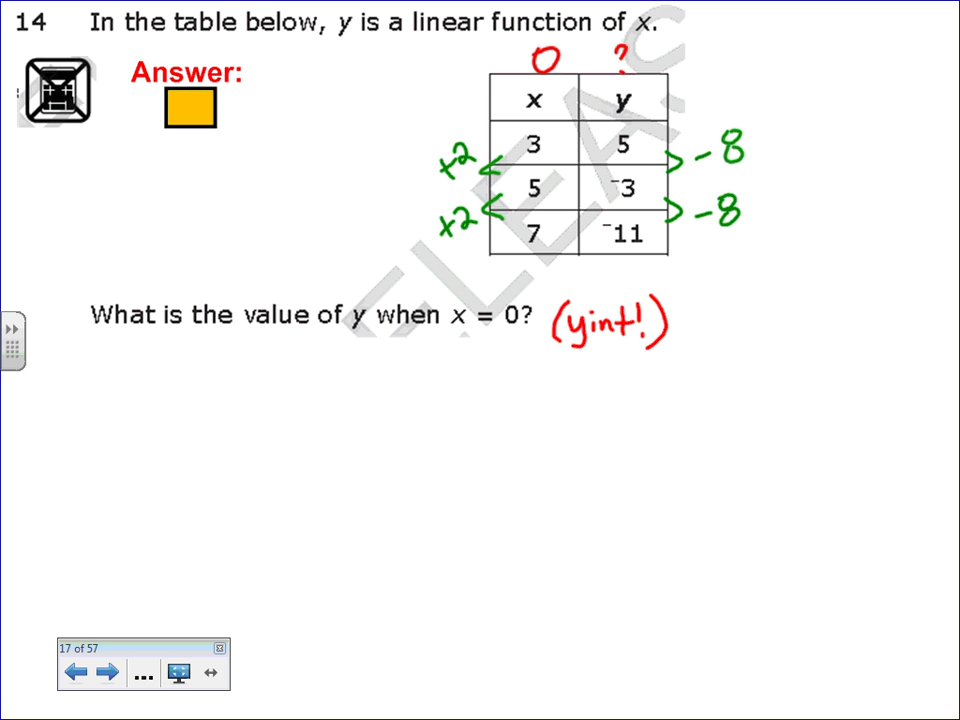 14 In the table below, y is a linear function of x.
Answer:
0 ?
x y
3 5
+2 -8
5 ⁻3
+2 -8
7 ⁻11
What is the value of y when x = 0? (yint!)
17 of 57
...
ELEAS